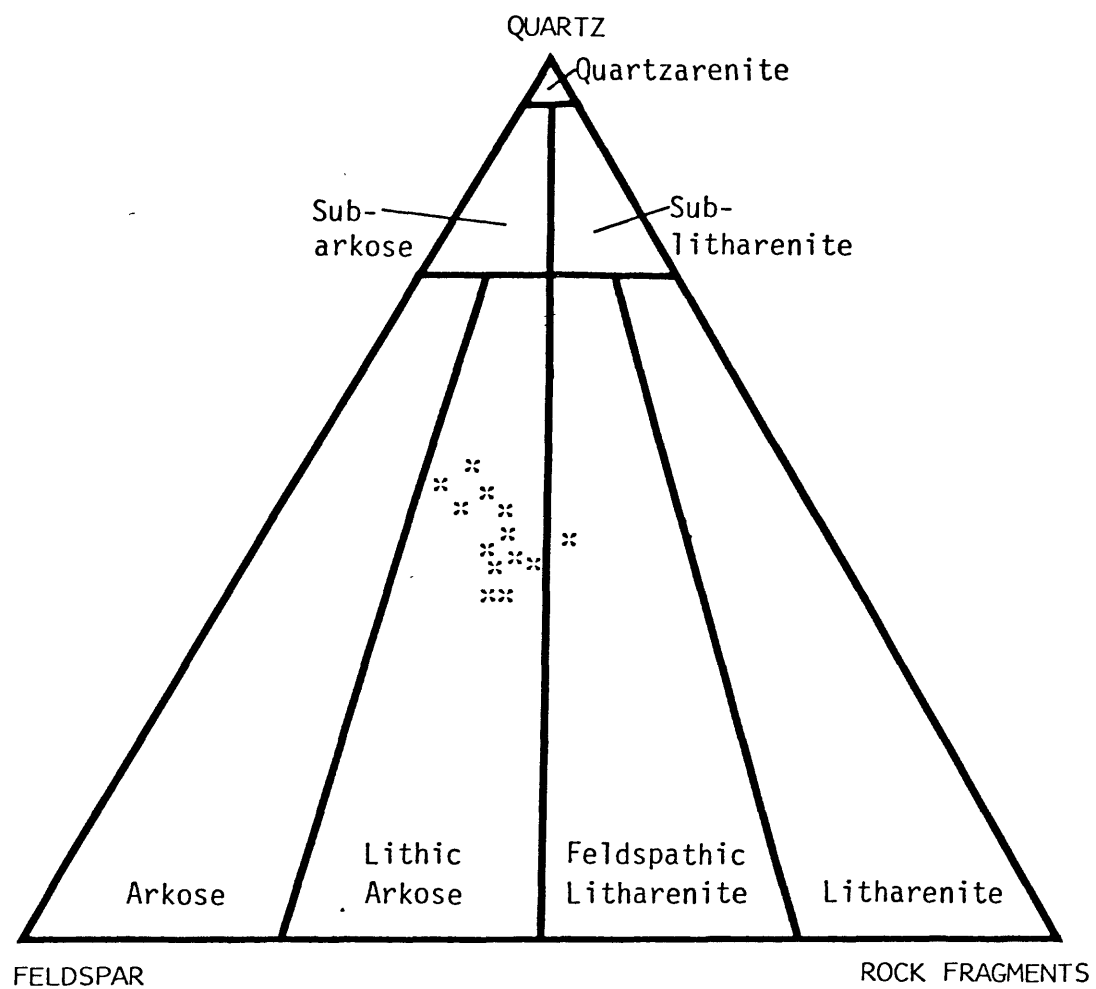 QUARTZ
Quartzarenite
Sub-
arkose
Sub-
litharenite
Lithic
Arkose
Feldspathic
Litharenite
Arkose
Litharenite
FELDSPAR
ROCK FRAGMENTS